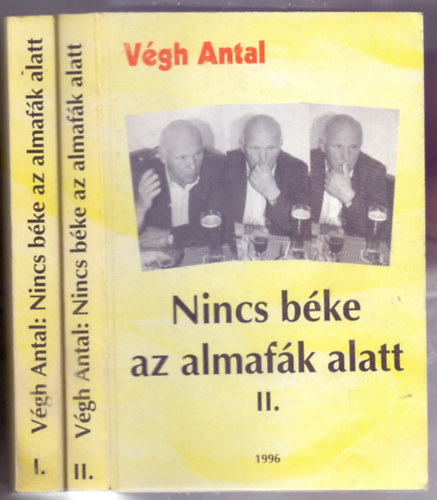 Végh Antal: Nincs béke az almafák alatt
I.
Végh Antal: Nincs béke az almafák alatt
II.
Végh Antal
Nincs béke
az almafák alatt
II.
1996